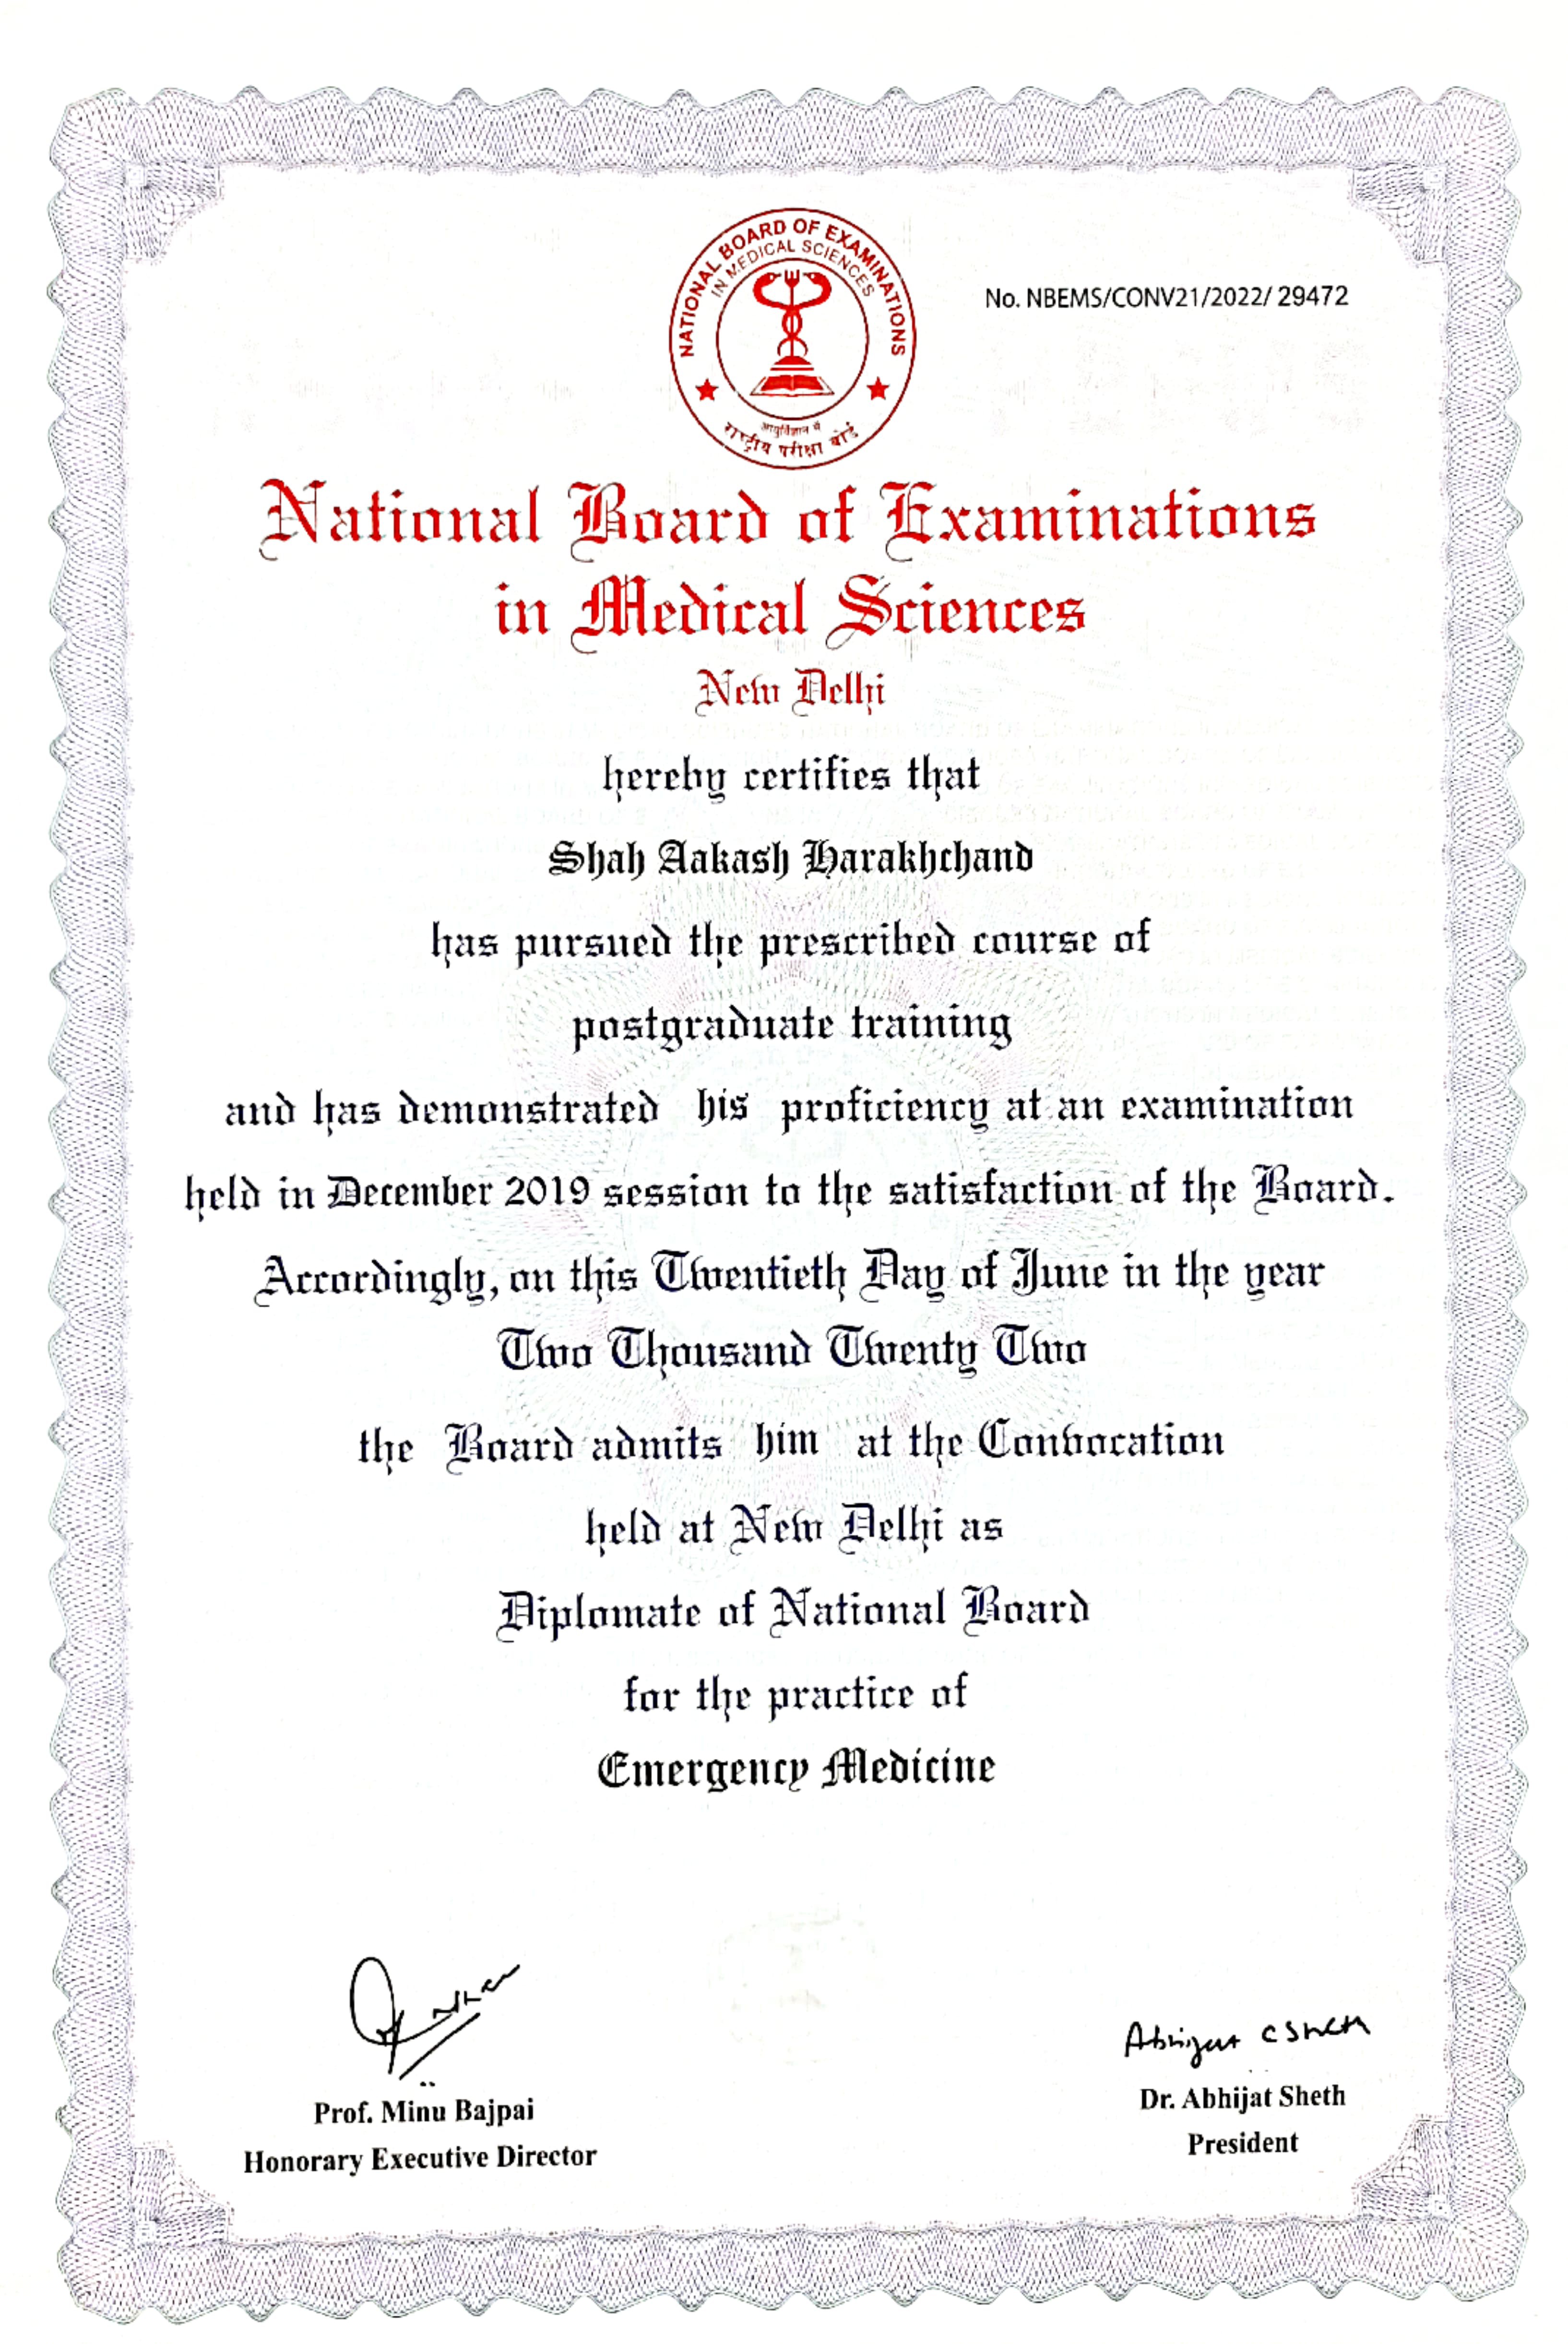 NATIONAL BOARD OF EXAMINATIONS
IN MEDICAL SCIENCES
आयुर्विज्ञान में
राष्ट्रीय परीक्षा बोर्ड
No. NBEMS/CONV21/2022/ 29472
National Board of Examinations
in Medical Sciences
New Delhi
hereby certifies that
Shah Aakash Harakhchand
has pursued the prescribed course of
postgraduate training
and has demonstrated his proficiency at an examination
held in December 2019 session to the satisfaction of the Board.
Accordingly, on this Twentieth Day of June in the year
Two Thousand Twenty Two
the Board admits him at the Convocation
held at New Delhi as
Diplomate of National Board
for the practice of
Emergency Medicine
Abhijat C Sheth
Prof. Minu Bajpai
Honorary Executive Director
Dr. Abhijat Sheth
President